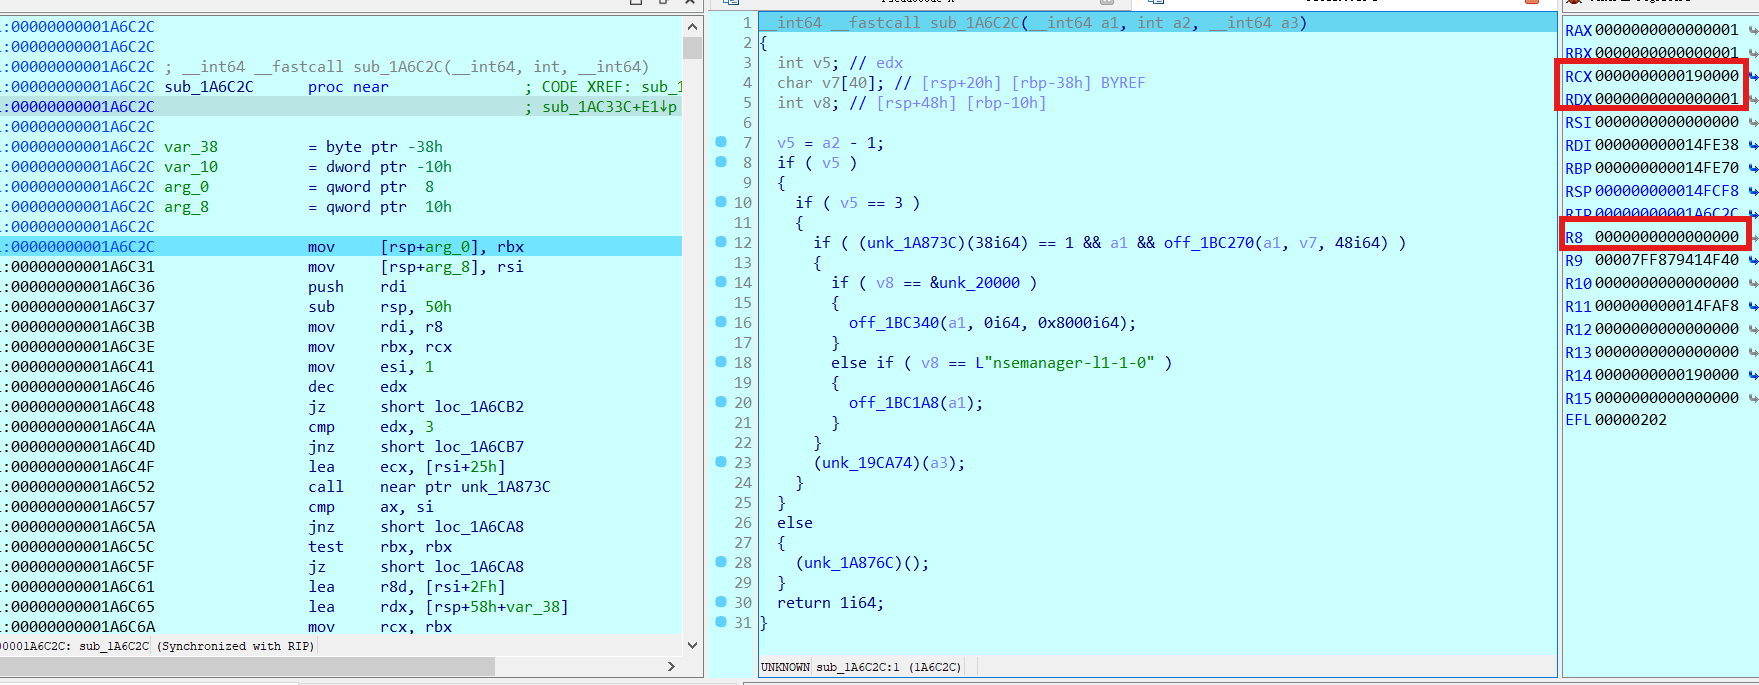 :00000000001A6C2C
:00000000001A6C2C
:00000000001A6C2C ; __int64 __fastcall sub_1A6C2C(__int64, int, __int64)
:00000000001A6C2C sub_1A6C2C      proc near               ; CODE XREF: sub_1
:00000000001A6C2C                                         ; sub_1AC33C+E1↓p
:00000000001A6C2C
:00000000001A6C2C var_38          = byte ptr -38h
:00000000001A6C2C var_10          = dword ptr -10h
:00000000001A6C2C arg_0           = qword ptr  8
:00000000001A6C2C arg_8           = qword ptr  10h
:00000000001A6C2C
:00000000001A6C2C                 mov     [rsp+arg_0], rbx
:00000000001A6C31                 mov     [rsp+arg_8], rsi
:00000000001A6C36                 push    rdi
:00000000001A6C37                 sub     rsp, 50h
:00000000001A6C3B                 mov     rdi, r8
:00000000001A6C3E                 mov     rbx, rcx
:00000000001A6C41                 mov     esi, 1
:00000000001A6C46                 dec     edx
:00000000001A6C48                 jz      short loc_1A6CB2
:00000000001A6C4A                 cmp     edx, 3
:00000000001A6C4D                 jnz     short loc_1A6CB7
:00000000001A6C4F                 lea     ecx, [rsi+25h]
:00000000001A6C52                 call    near ptr unk_1A873C
:00000000001A6C57                 cmp     ax, si
:00000000001A6C5A                 jnz     short loc_1A6CA8
:00000000001A6C5C                 test    rbx, rbx
:00000000001A6C5F                 jz      short loc_1A6CA8
:00000000001A6C61                 lea     r8d, [rsi+2Fh]
:00000000001A6C65                 lea     rdx, [rsp+58h+var_38]
:00000000001A6C6A                 mov     rcx, rbx
00001A6C2C: sub_1A6C2C (Synchronized with RIP)
1 __int64 __fastcall sub_1A6C2C(__int64 a1, int a2, __int64 a3)
2 {
3   int v5; // edx
4   char v7[40]; // [rsp+20h] [rbp-38h] BYREF
5   int v8; // [rsp+48h] [rbp-10h]
6
7   v5 = a2 - 1;
8   if ( v5 )
9   {
10     if ( v5 == 3 )
11     {
12       if ( (unk_1A873C)(38i64) == 1 && a1 && off_1BC270(a1, v7, 48i64) )
13       {
14         if ( v8 == &unk_20000 )
15         {
16           off_1BC340(a1, 0i64, 0x8000i64);
17         }
18         else if ( v8 == L"nsemanager-l1-1-0" )
19         {
20           off_1BC1A8(a1);
21         }
22       }
23       (unk_19CA74)(a3);
24     }
25   }
26   else
27   {
28     (unk_1A876C)();
29   }
30   return 1i64;
31 }
UNKNOWN sub_1A6C2C:1 (1A6C2C)
RAX 0000000000000001
RBX 0000000000000001
RCX 0000000000190000
RDX 0000000000000001
RSI 0000000000000000
RDI 000000000014FE38
RBP 000000000014FE70
RSP 000000000014FCF8
RIP 00000000001A6C2C
R8 0000000000000000
R9 00007FF879414F40
R10 0000000000000000
R11 000000000014FAF8
R12 0000000000000000
R13 0000000000000000
R14 0000000000190000
R15 0000000000000000
EFL 00000202